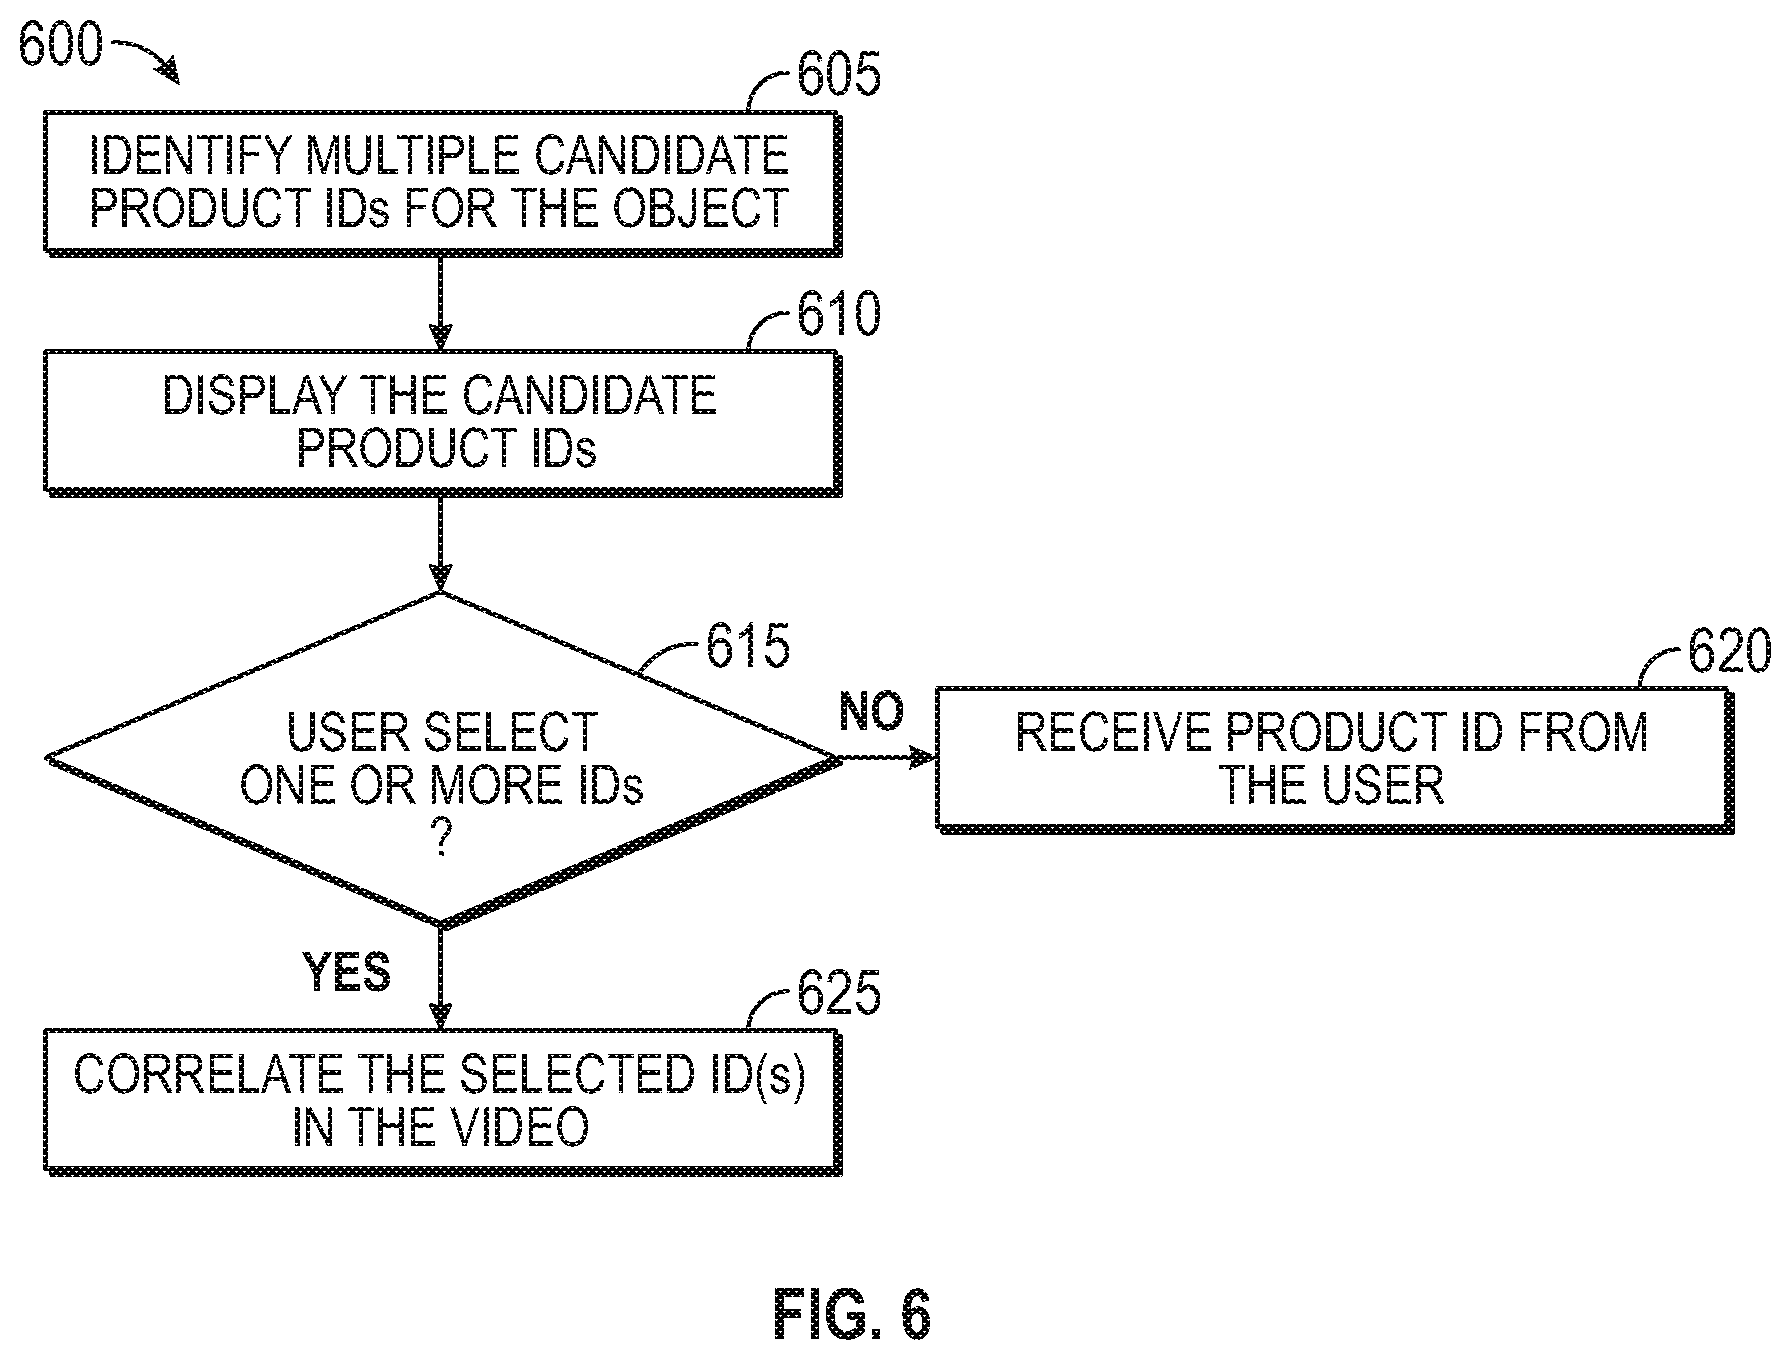 600
605
IDENTIFY MULTIPLE CANDIDATE
PRODUCT IDs FOR THE OBJECT
610
DISPLAY THE CANDIDATE
PRODUCT IDs
615
USER SELECT
ONE OR MORE IDs
?
NO
620
RECEIVE PRODUCT ID FROM
THE USER
YES
625
CORRELATE THE SELECTED ID(s)
IN THE VIDEO
FIG. 6